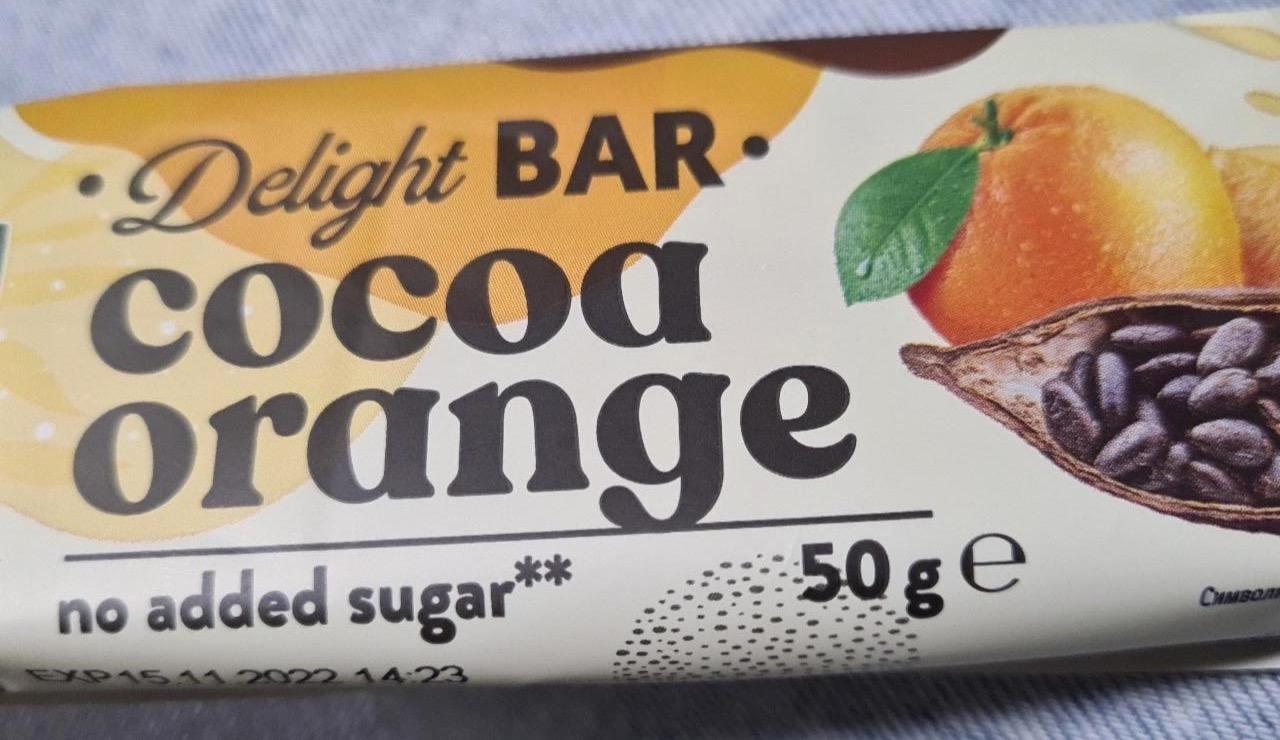 • Delight BAR •
cocoa
orange
no added sugar**
50 g e
EXP 15.11.2022 14:23